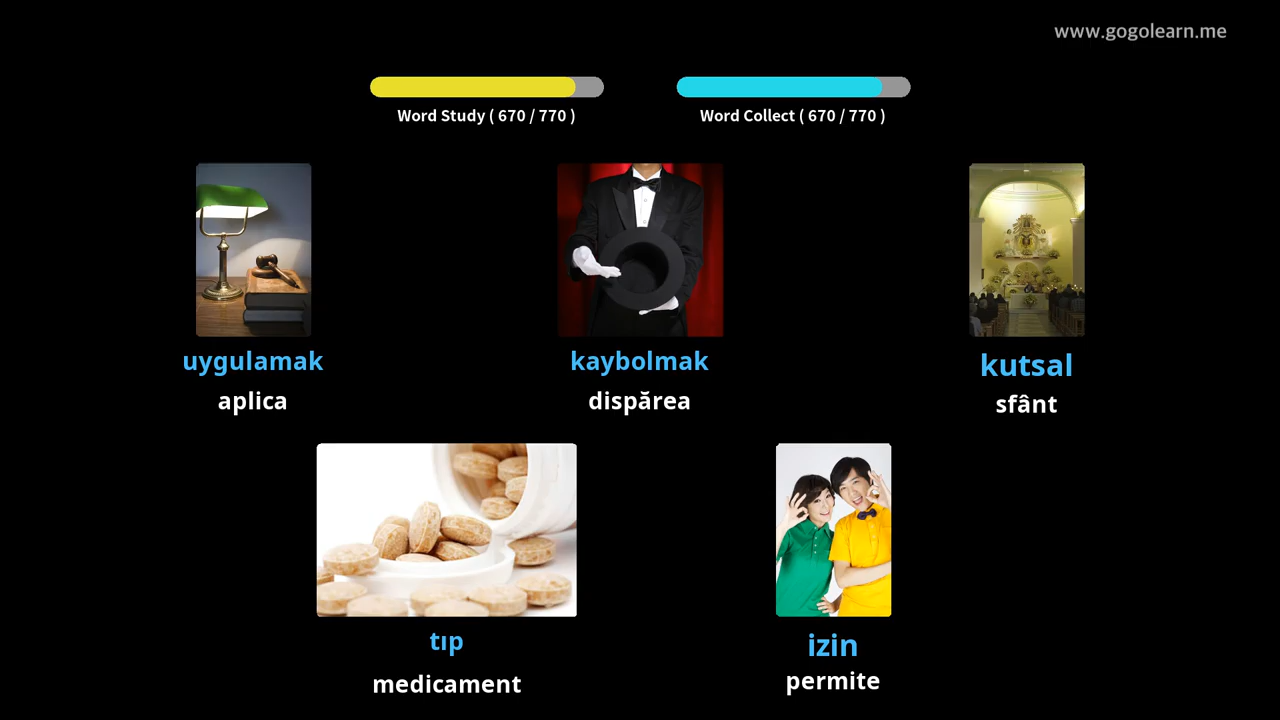 www.gogolearn.me
Word Study ( 670 / 770 )
Word Collect ( 670 / 770 )
uygulamak
aplica
kaybolmak
dispărea
kutsal
sfânt
tıp
medicament
izin
permite